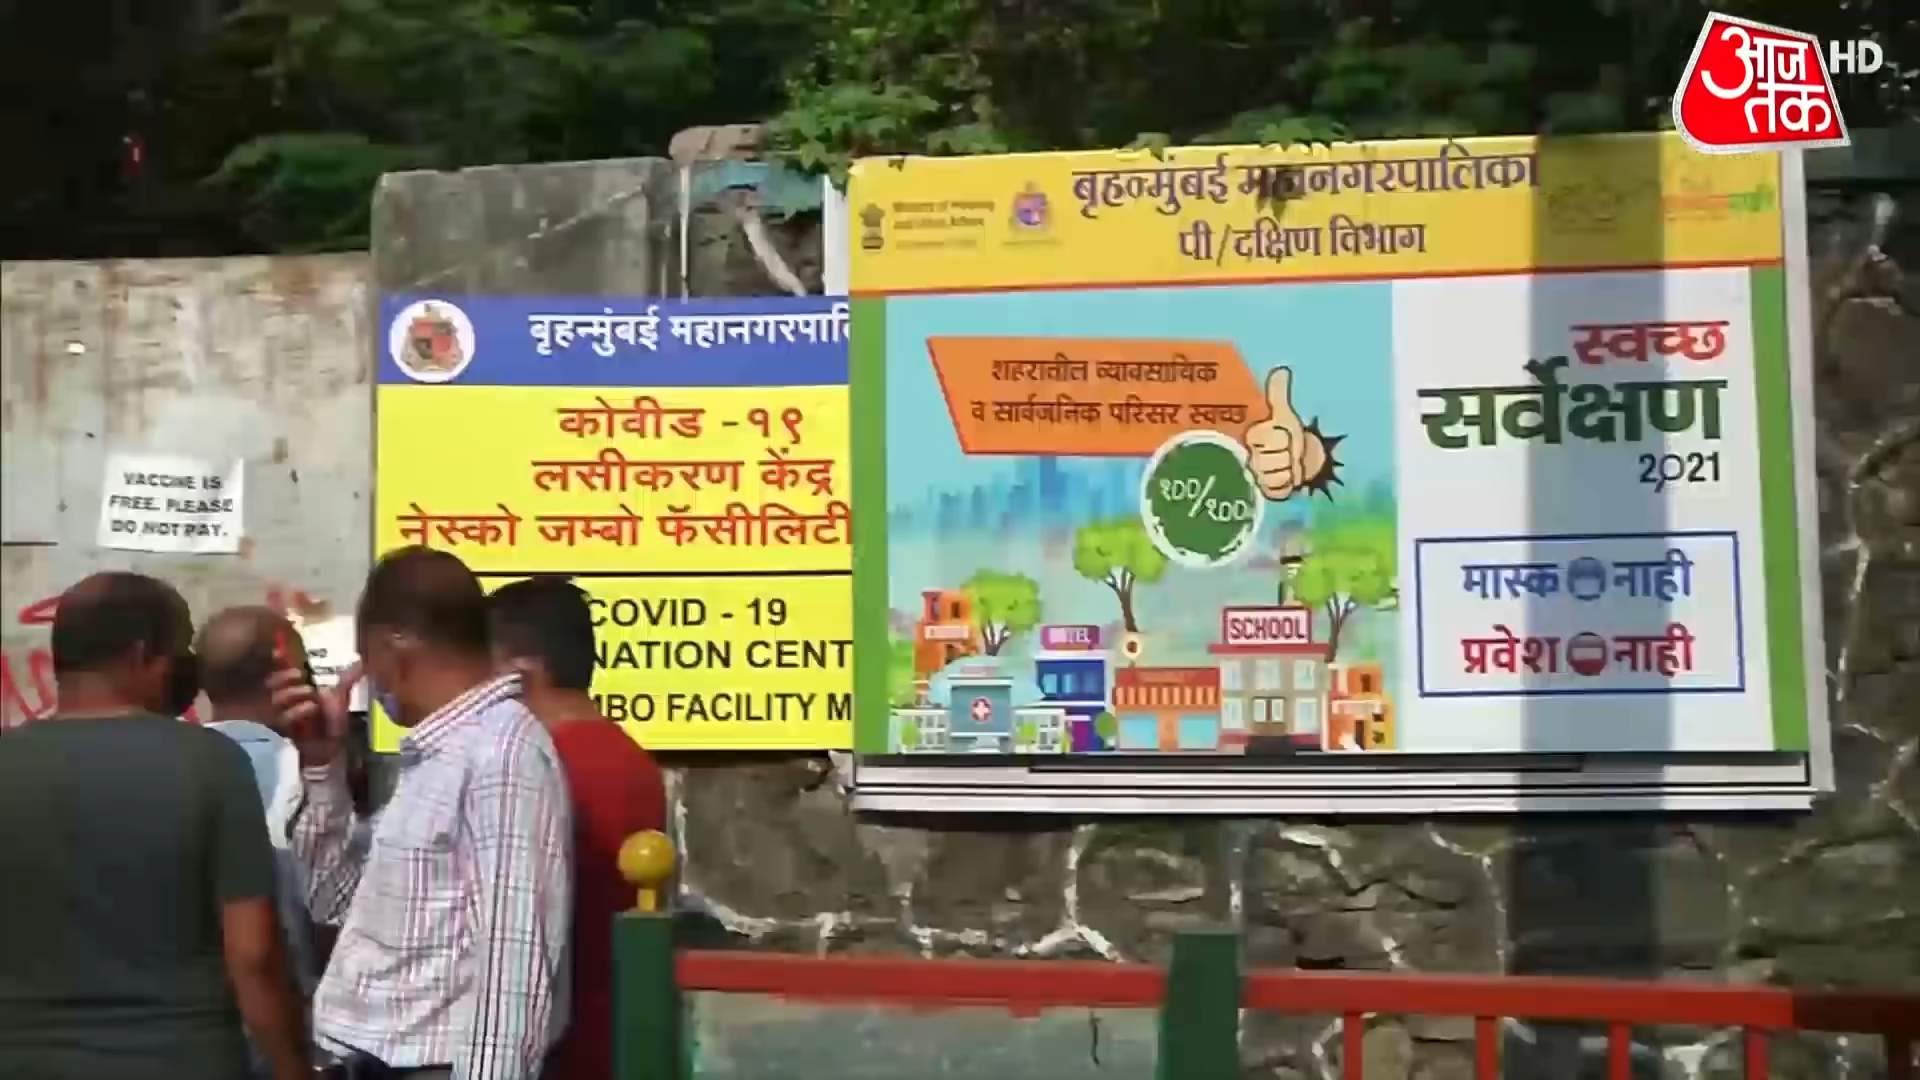 आज तक HD
बृहन्मुंबई महानगरपालिका
पी/दक्षिण विभाग
VACCINE IS
FREE. PLEASE
DO NOT PAY.
बृहन्मुंबई महानगरपालि
कोवीड -१९
लसीकरण केंद्र
नेस्को जम्बो फॅसीलिटी
COVID - 19
NATION CENT
MBO FACILITY M
शहरातील व्यावसायिक
व सार्वजनिक परिसर स्वच्छ
१००/१००
HOTEL
SCHOOL
स्वच्छ
सर्वेक्षण
2021
मास्क नाही
प्रवेश नाही